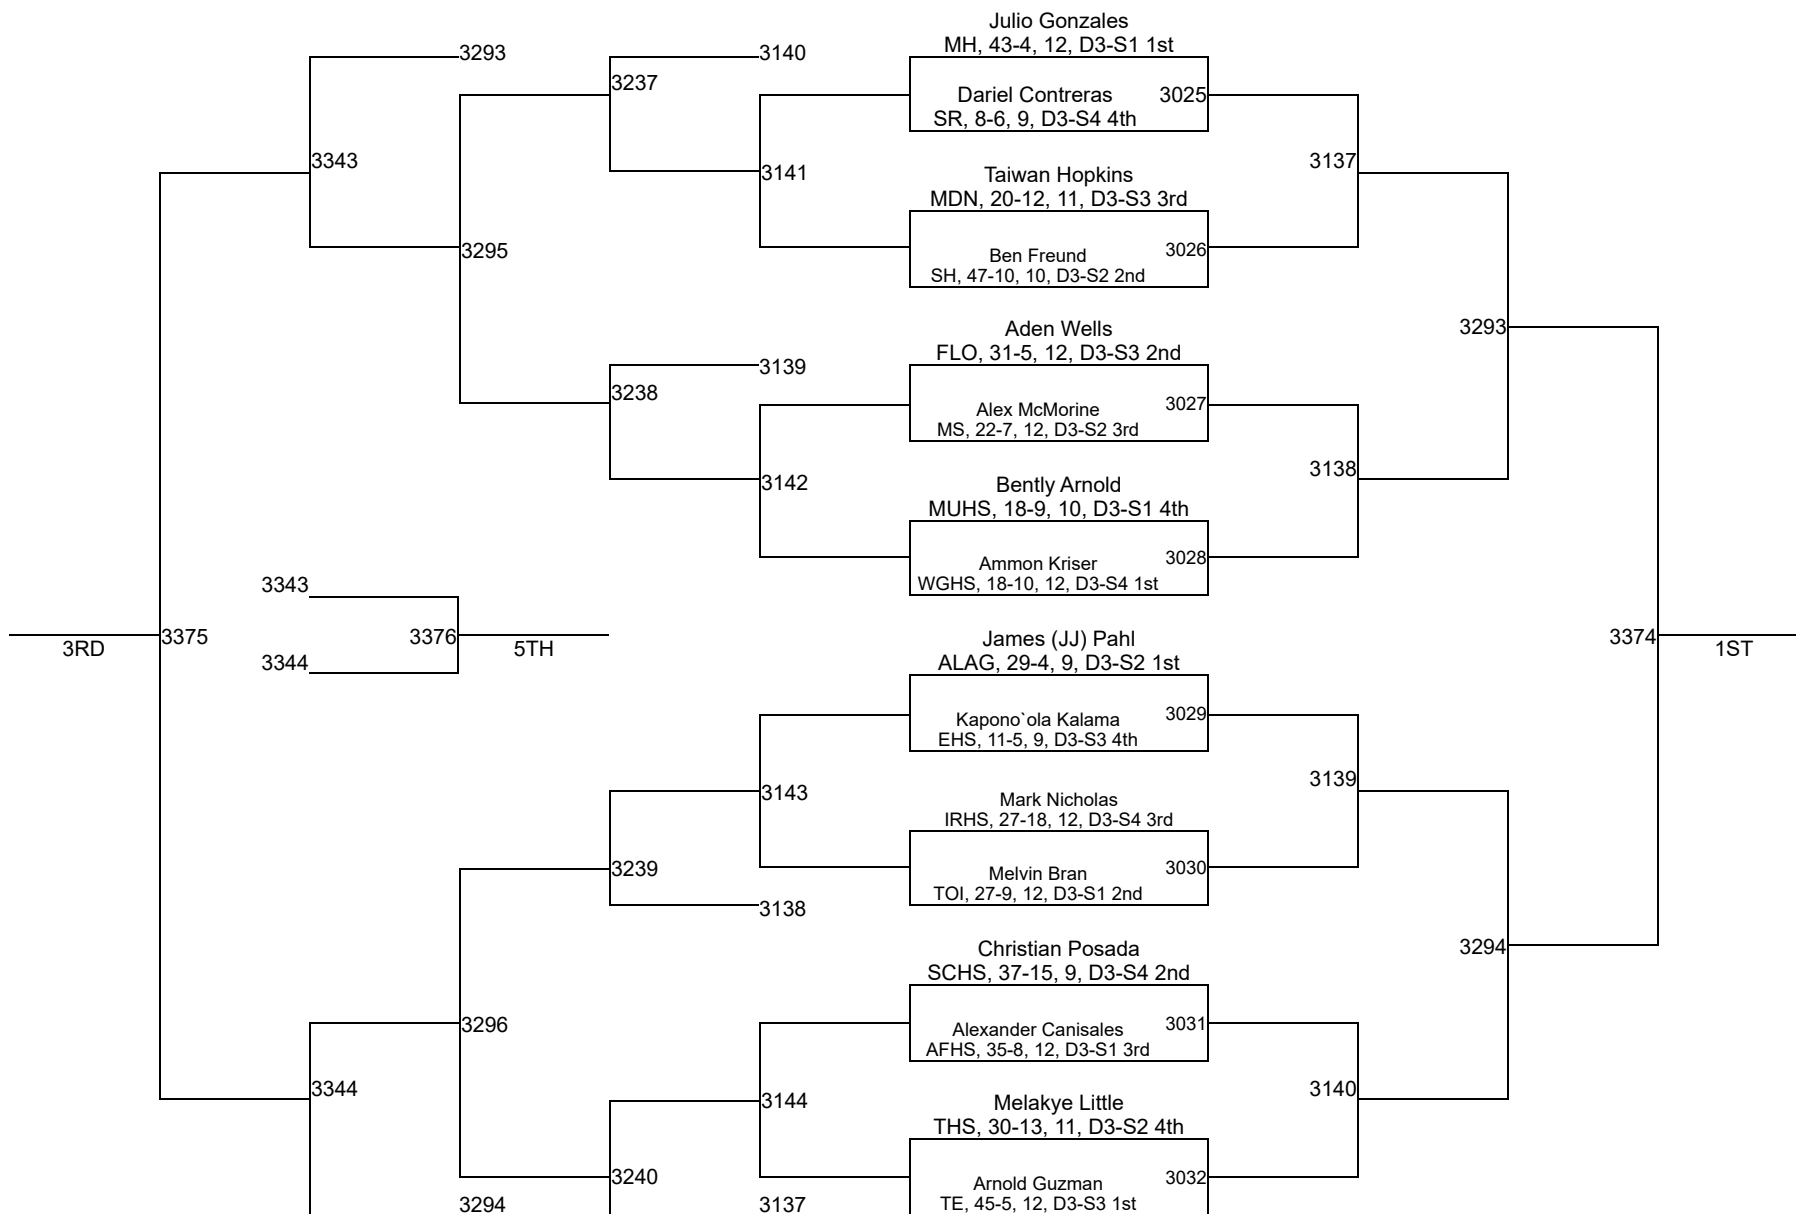 Julio Gonzales
MH, 43-4, 12, D3-S1 1st
3293
3140
3237
Dariel Contreras
3025
SR, 8-6, 9, D3-S4 4th
3343
3141
3137
Taiwan Hopkins
MDN, 20-12, 11, D3-S3 3rd
3295
Ben Freund
3026
SH, 47-10, 10, D3-S2 2nd
3293
Aden Wells
FLO, 31-5, 12, D3-S3 2nd
3139
3238
Alex McMorine
3027
MS, 22-7, 12, D3-S2 3rd
3138
3142
Bently Arnold
MUHS, 18-9, 10, D3-S1 4th
Ammon Kriser
3028
WGHS, 18-10, 12, D3-S4 1st
3343
3RD
3375
3376
5TH
3344
3374
1ST
James (JJ) Pahl
ALAG, 29-4, 9, D3-S2 1st
Kapono`ola Kalama
3029
EHS, 11-5, 9, D3-S3 4th
3139
3143
Mark Nicholas
IRHS, 27-18, 12, D3-S4 3rd
3239
Melvin Bran
3030
TOI, 27-9, 12, D3-S1 2nd
3138
3294
Christian Posada
SCHS, 37-15, 9, D3-S4 2nd
3296
Alexander Canisales
3031
AFHS, 35-8, 12, D3-S1 3rd
3344
3144
3140
Melakye Little
THS, 30-13, 11, D3-S2 4th
3240
Arnold Guzman
3032
TE, 45-5, 12, D3-S3 1st
3294
3137